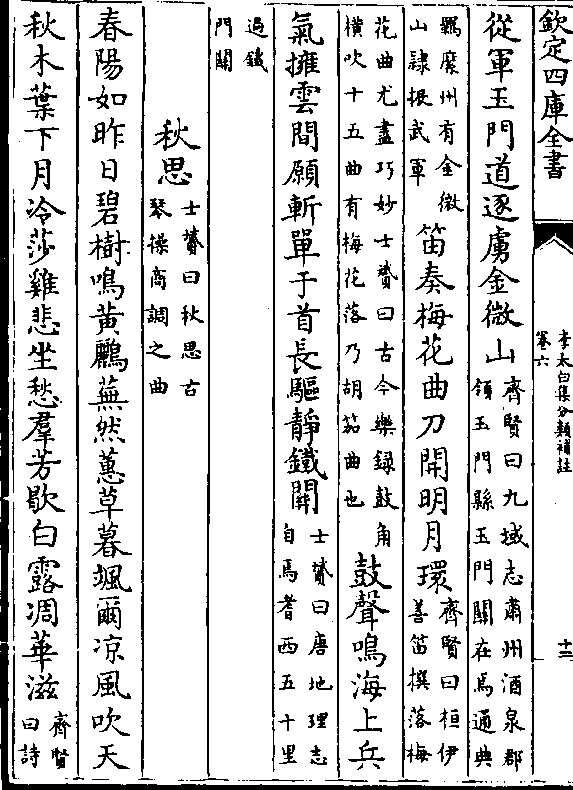 欽定四庫全書
李太白集分類補註
卷六
十二
從軍玉門道逐虜金微山齊賢曰九域志肅州酒泉郡
領玉門縣玉門關在焉通典
羈縻州有金微
山隷振武軍笛奏梅花曲刀開明月環齊賢曰桓伊
善笛撰落梅
花曲尤盡巧妙士贇曰古今樂録鼓角
横吹十五曲有梅花落乃胡笳曲也鼓聲鳴海上兵
氣擁雲間願斬單于首長驅靜鐵關士贇曰唐地理志
自焉耆西五十里
過鐵
門關
秋思士贇曰秋思古
琴操商調之曲
春陽如昨日碧樹鳴黄鸝蕪然蕙草暮颯爾凉風吹天
秋木葉下月冷莎雞悲坐愁羣芳歇白露凋華滋齊賢
曰詩